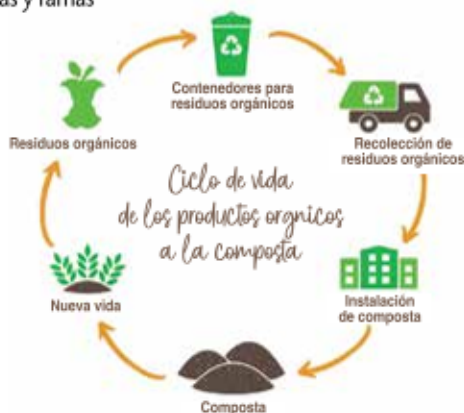 y ramas
Contenedores para
residuos orgánicos
Residuos orgánicos
Recolección de
residuos orgánicos
Ciclo de vida
de los productos orgnicos
a la composta
Nueva vida
Instalación
de composta
Composta